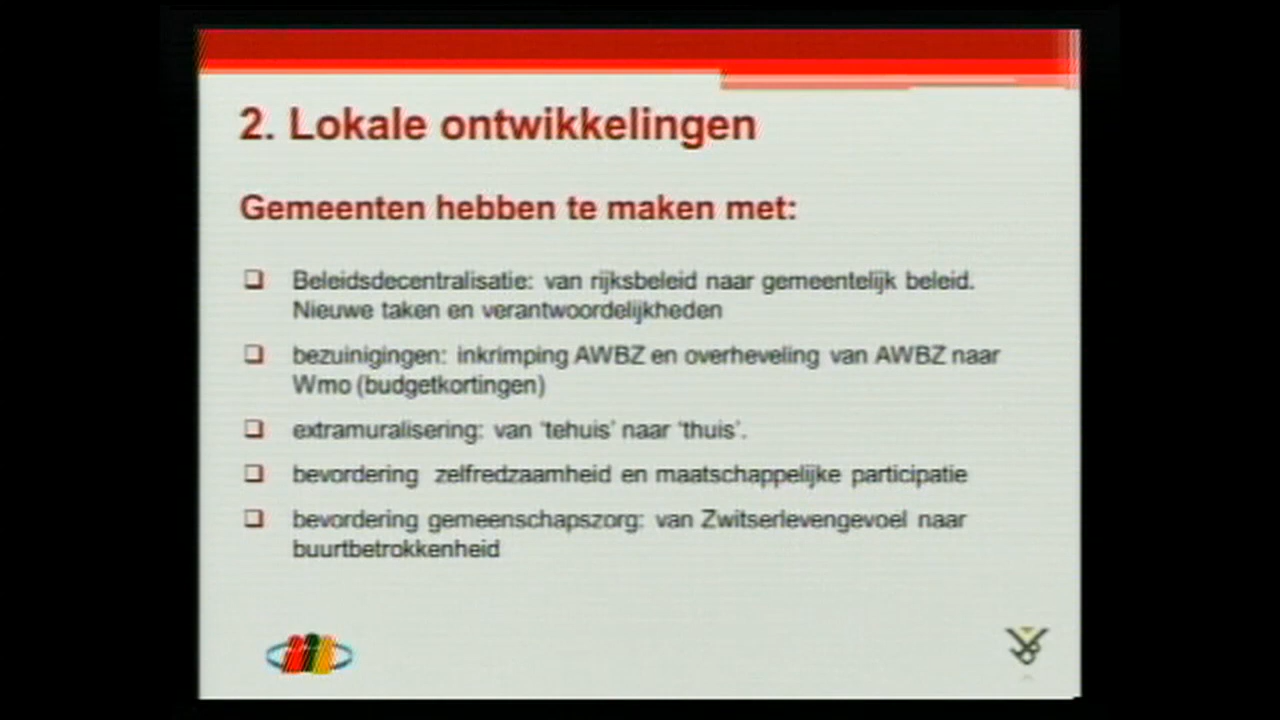 2. Lokale ontwikkelingen
Gemeenten hebben te maken met:
❑ Beleidsdecentralisatie: van rijksbeleid naar gemeentelijk beleid.
Nieuwe taken en verantwoordelijkheden
❑ bezuinigingen: inkrimping AWBZ en overheveling van AWBZ naar
Wmo (budgetkortingen)
❑ extramuralisering: van ‘tehuis’ naar ‘thuis’.
❑ bevordering zelfredzaamheid en maatschappelijke participatie
❑ bevordering gemeenschapszorg: van Zwitserlevengevoel naar
buurtbetrokkenheid